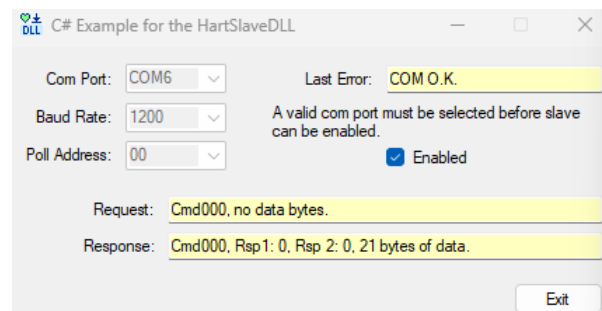 DLL C# Example for the HartSlaveDLL
Com Port: COM6 Last Error: COM O.K.
Baud Rate: 1200 A valid com port must be selected before slave
can be enabled.
Poll Address: 00 Enabled
Request: Cmd000, no data bytes.
Response: Cmd000, Rsp1: 0, Rsp 2: 0, 21 bytes of data.
Exit